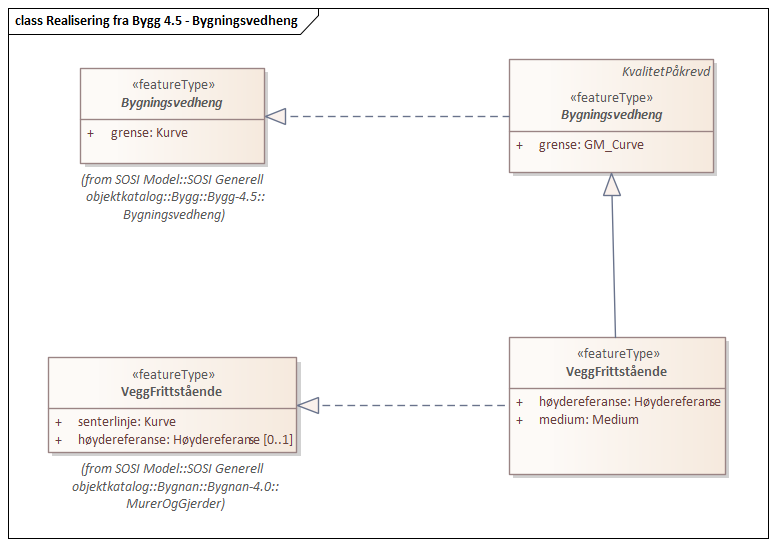 class Realisering fra Bygg 4.5 - Bygningsvedheng
«featureType»
Bygningsvedheng
+ grense: Kurve
(from SOSI Model::SOSI Generell
objektkatalog::Bygg::Bygg-4.5::
Bygningsvedheng)
KvalitetPåkrevd
«featureType»
Bygningsvedheng
+ grense: GM_Curve
«featureType»
VeggFrittstående
+ senterlinje: Kurve
+ høydereferanse: Høydereferanse [0..1]
(from SOSI Model::SOSI Generell
objektkatalog::Bygnan::Bygnan-4.0::
MurerOgGjerder)
«featureType»
VeggFrittstående
+ høydereferanse: Høydereferanse
+ medium: Medium